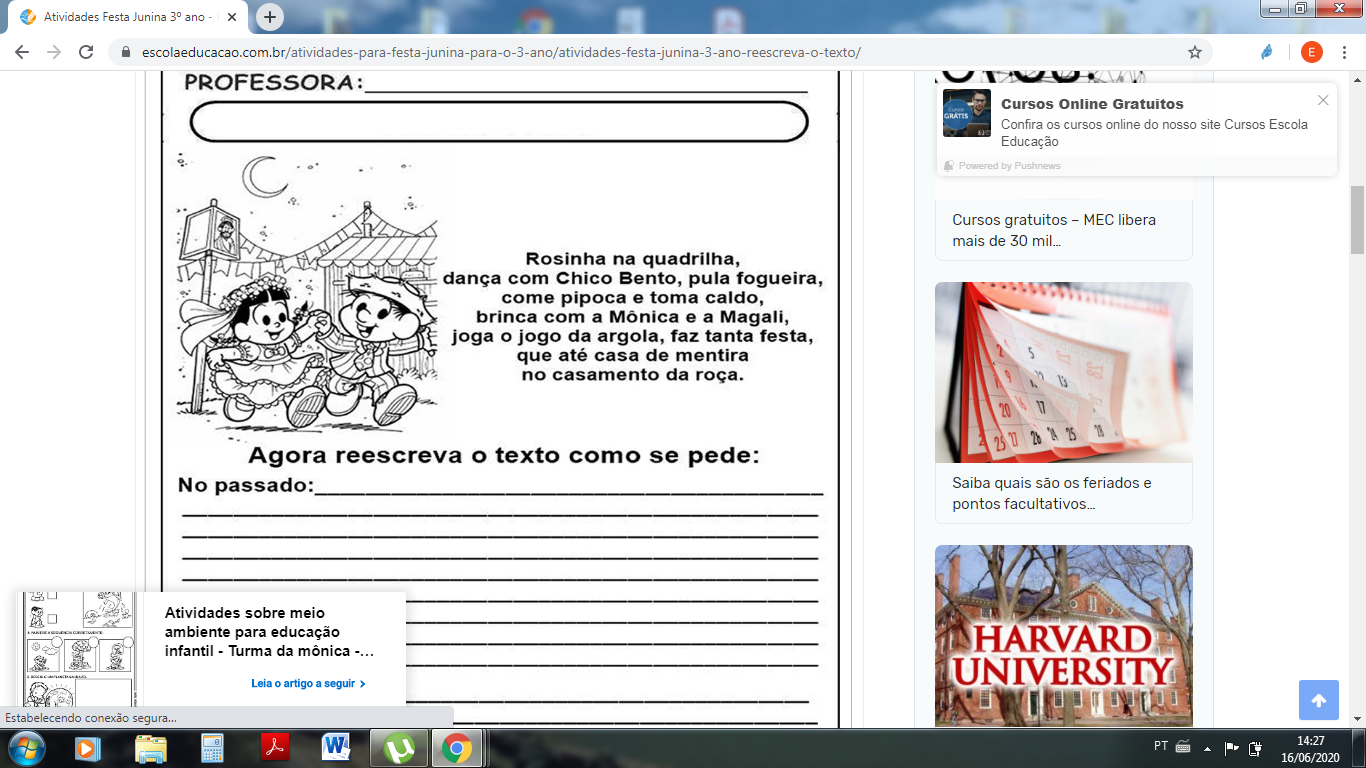 Atividades Festa Junina 3º ano -
escolaeducacao.com.br/atividades-para-festa-junina-para-o-3-ano/atividades-festa-junina-3-ano-reescreva-o-texto/
E
PROFESSORA:
Rosinha na quadrilha,
dança com Chico Bento, pula fogueira,
come pipoca e toma caldo,
brinca com a Mônica e a Magali,
joga o jogo da argola, faz tanta festa,
que até casa de mentira
no casamento da roça.
Agora reescreva o texto como se pede:
No passado:
Cursos Online Gratuitos
Confira os cursos online do nosso site Cursos Escola
Educação
Powered by Pushnews
Cursos gratuitos – MEC libera
mais de 30 mil…
Saiba quais são os feriados e
pontos facultativos…
HARVARD
UNIVERSITY
Atividades sobre meio
ambiente para educação
infantil - Turma da mônica -…
Leia o artigo a seguir
Estabelecendo conexão segura...
PT
14:27
16/06/2020